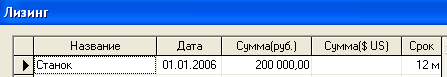 Лизинг
Название Дата Сумма(руб.) Сумма($ US) Срок
Станок 01.01.2006 200 000,00 12 м